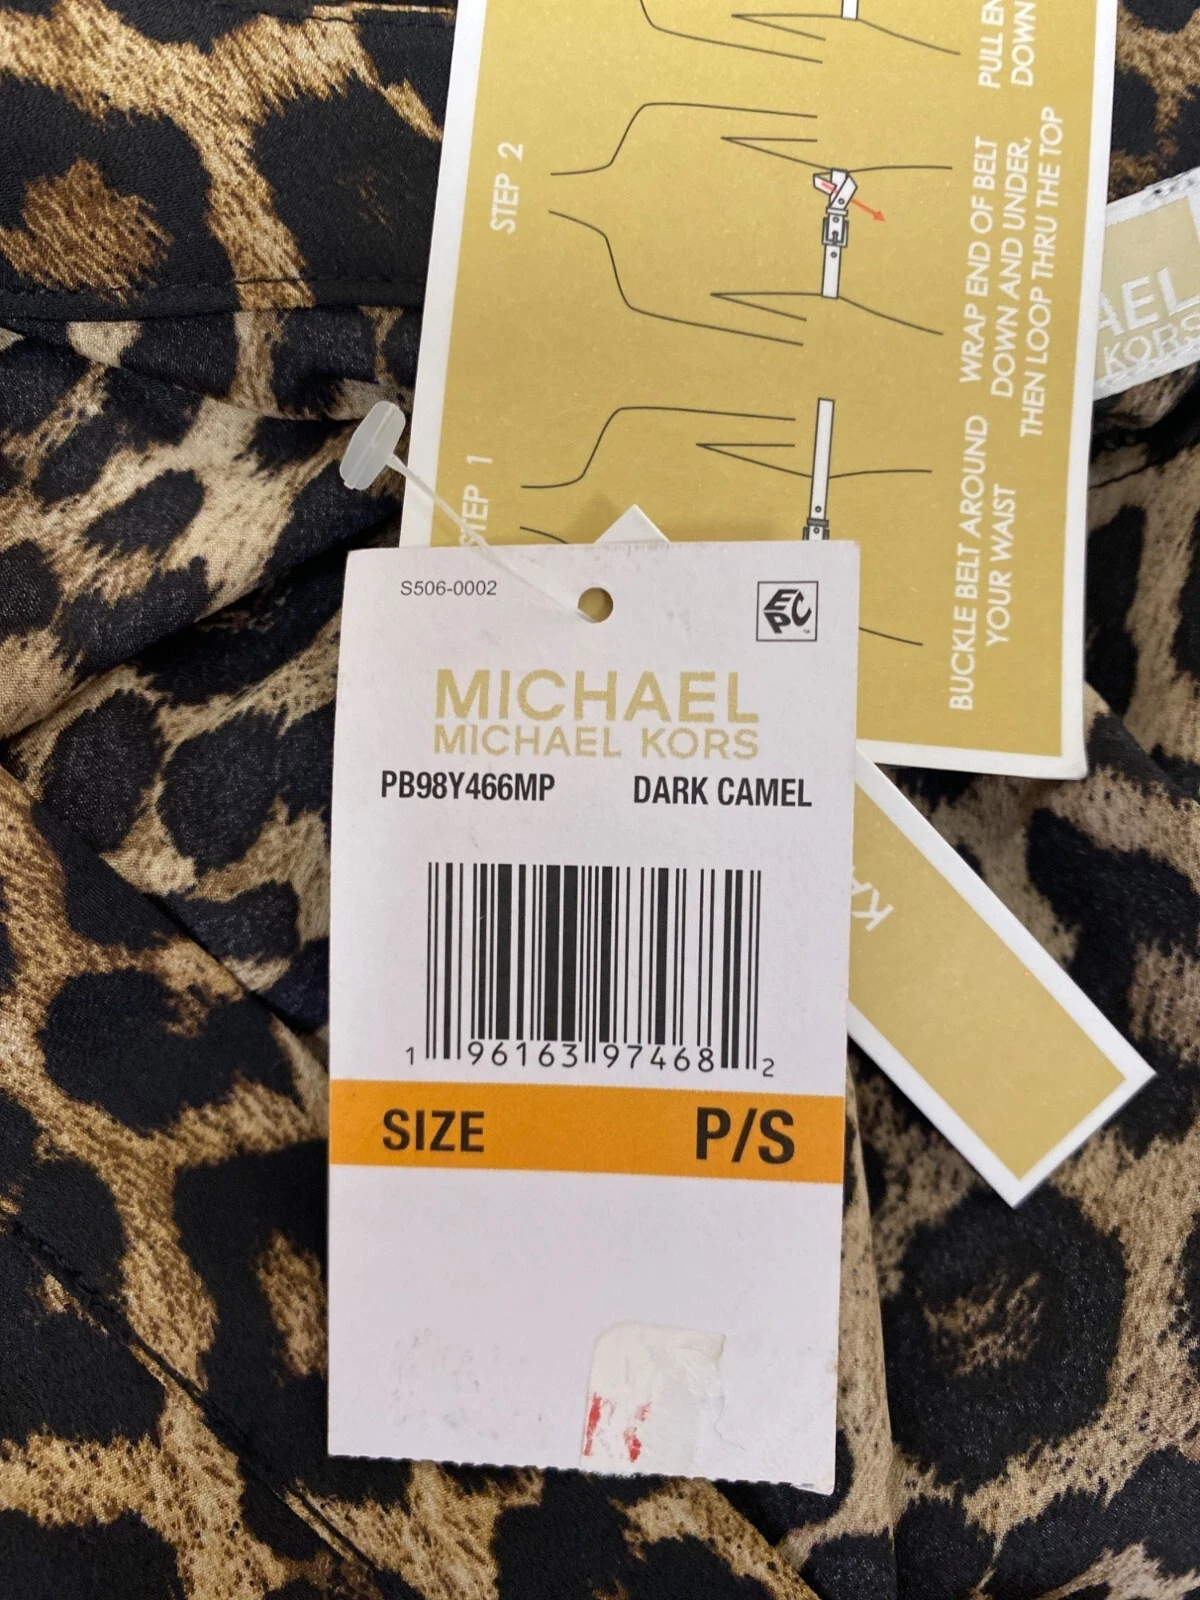 PULL EN
DOWN
STEP 2
WRAP END OF BELT
DOWN AND UNDER,
THEN LOOP THRU THE TOP
STEP 1
BUCKLE BELT AROUND
YOUR WAIST
AEL
KORS
S506-0002
EPC
MICHAEL
MICHAEL KORS
PB98Y466MP DARK CAMEL
1 96163 97468 2
SIZE P/S